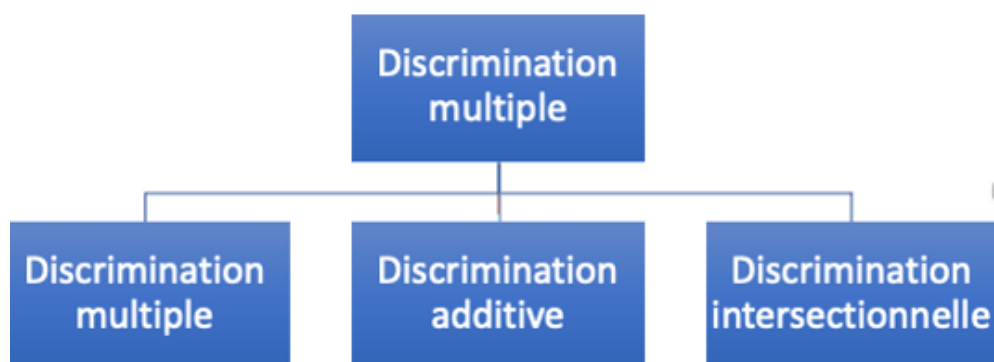 Discrimination
multiple
Discrimination
multiple
Discrimination
additive
Discrimination
intersectionnelle